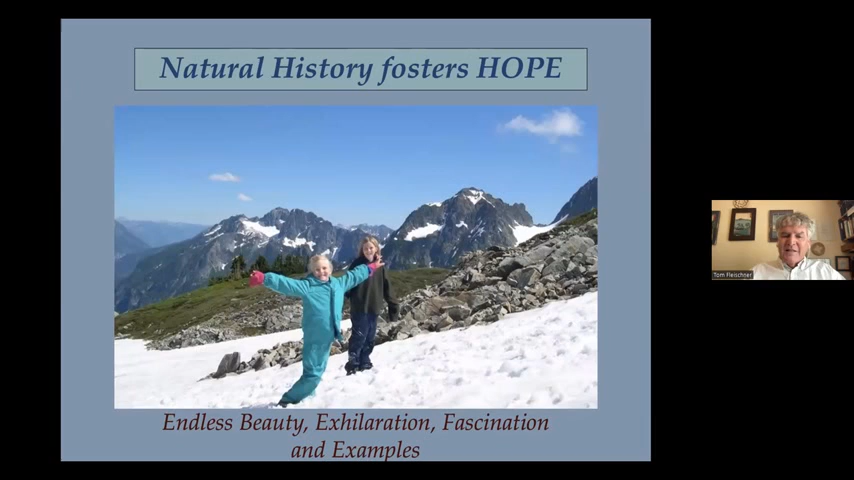 Natural History fosters HOPE
Endless Beauty, Exhilaration, Fascination
and Examples
Tom Fleischner